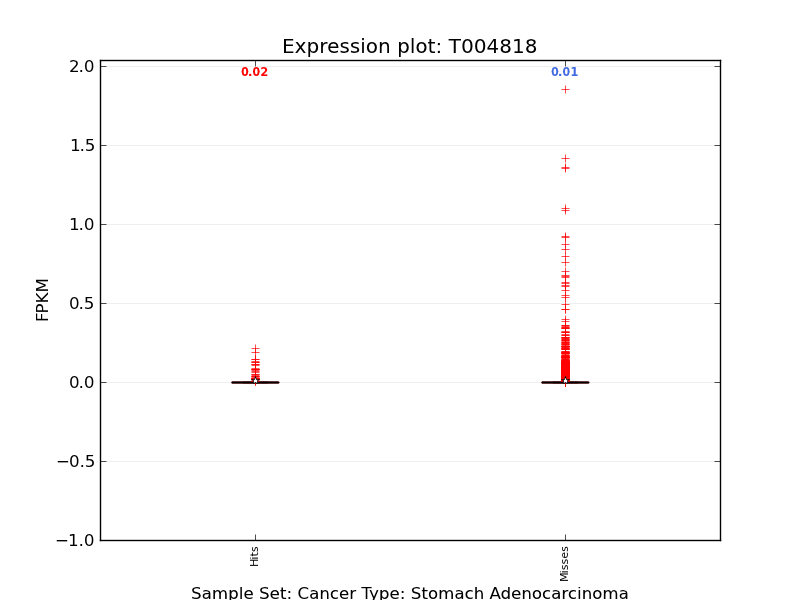 Expression plot: T004818
2.0
0.02
0.01
1.5
1.0
0.5
0.0
−0.5
−1.0
FPKM
Hits
Misses
Sample Set: Cancer Type: Stomach Adenocarcinoma